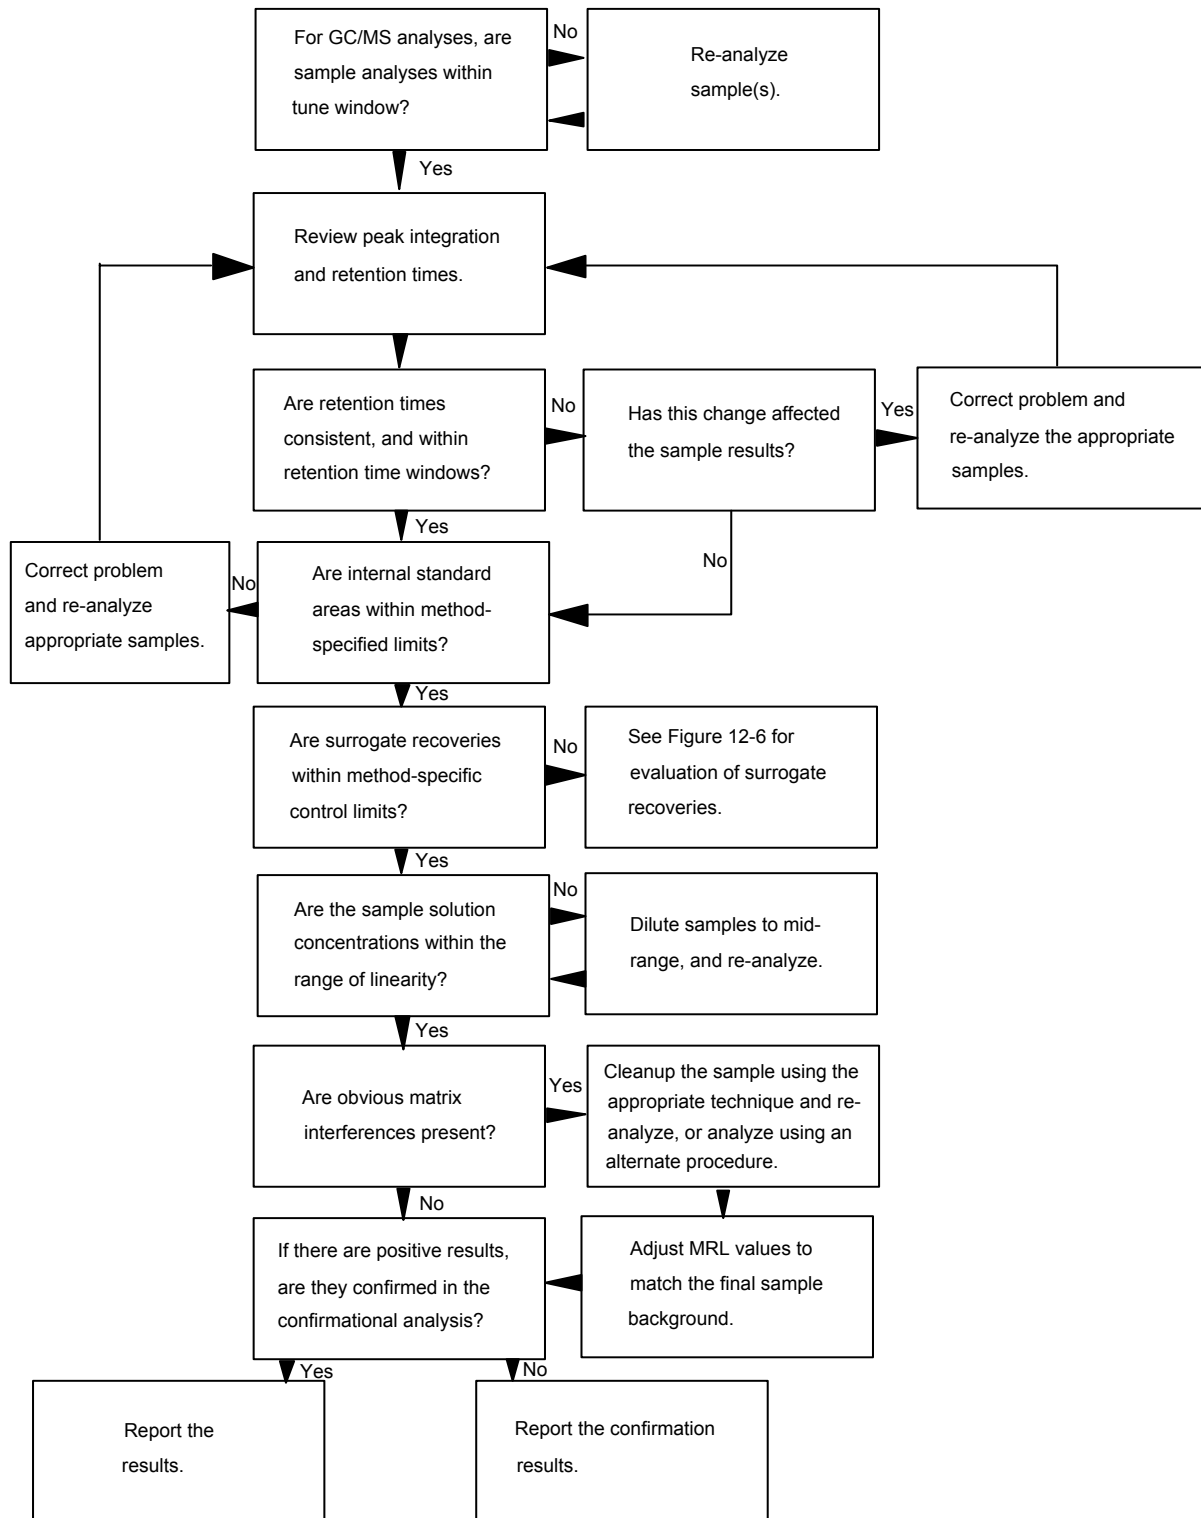 For GC/MS analyses, are
sample analyses within
tune window?
No
Re-analyze
sample(s).
Yes
Review peak integration
and retention times.
Are retention times
consistent, and within
retention time windows?
No
Has this change affected
the sample results?
Yes
Correct problem and
re-analyze the appropriate
samples.
Yes
No
Correct problem
and re-analyze
appropriate samples.
No
Are internal standard
areas within method-
specified limits?
Yes
Are surrogate recoveries
within method-specific
control limits?
No
See Figure 12-6 for
evaluation of surrogate
recoveries.
Yes
Are the sample solution
concentrations within the
range of linearity?
No
Dilute samples to mid-
range, and re-analyze.
Yes
Are obvious matrix
interferences present?
Yes
Cleanup the sample using the
appropriate technique and re-
analyze, or analyze using an
alternate procedure.
No
If there are positive results,
are they confirmed in the
confirmational analysis?
Adjust MRL values to
match the final sample
background.
Yes
No
Report the
results.
Report the confirmation
results.